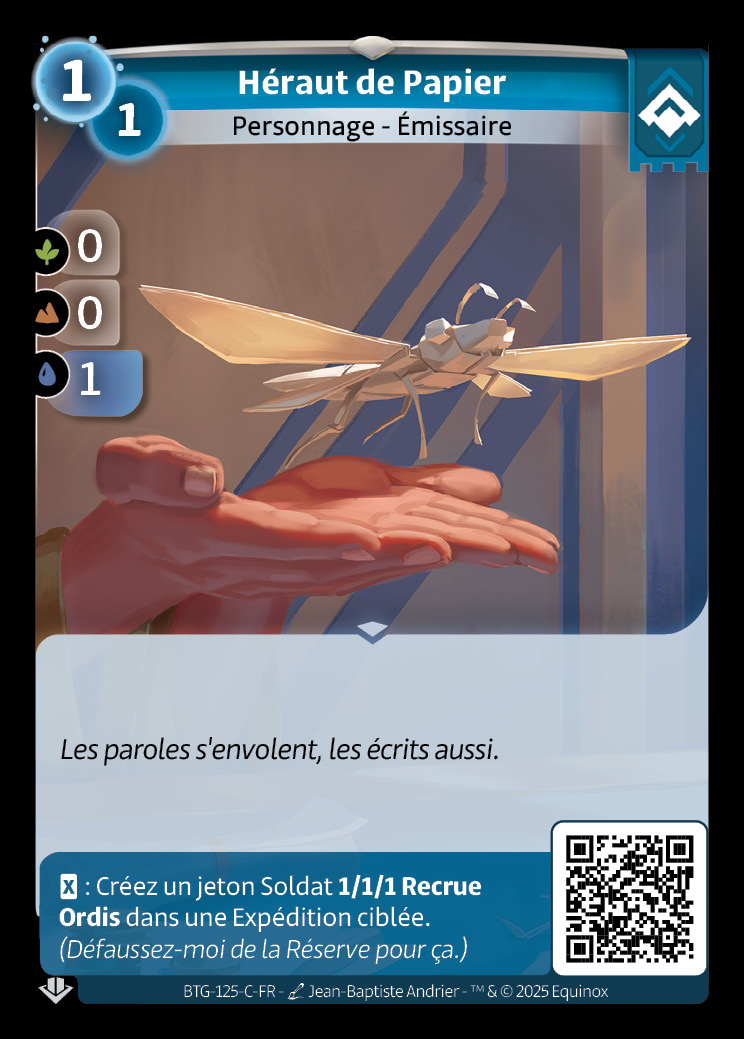 1
Héraut de Papier
1
Personnage - Émissaire
0
0
1
Les paroles s'envolent, les écrits aussi.
X : Créez un jeton Soldat 1/1/1 Recrue
Ordis dans une Expédition ciblée.
(Défaussez-moi de la Réserve pour ça.)
BTG-125-C-FR - Jean-Baptiste Andrier - ™ & © 2025 Equinox